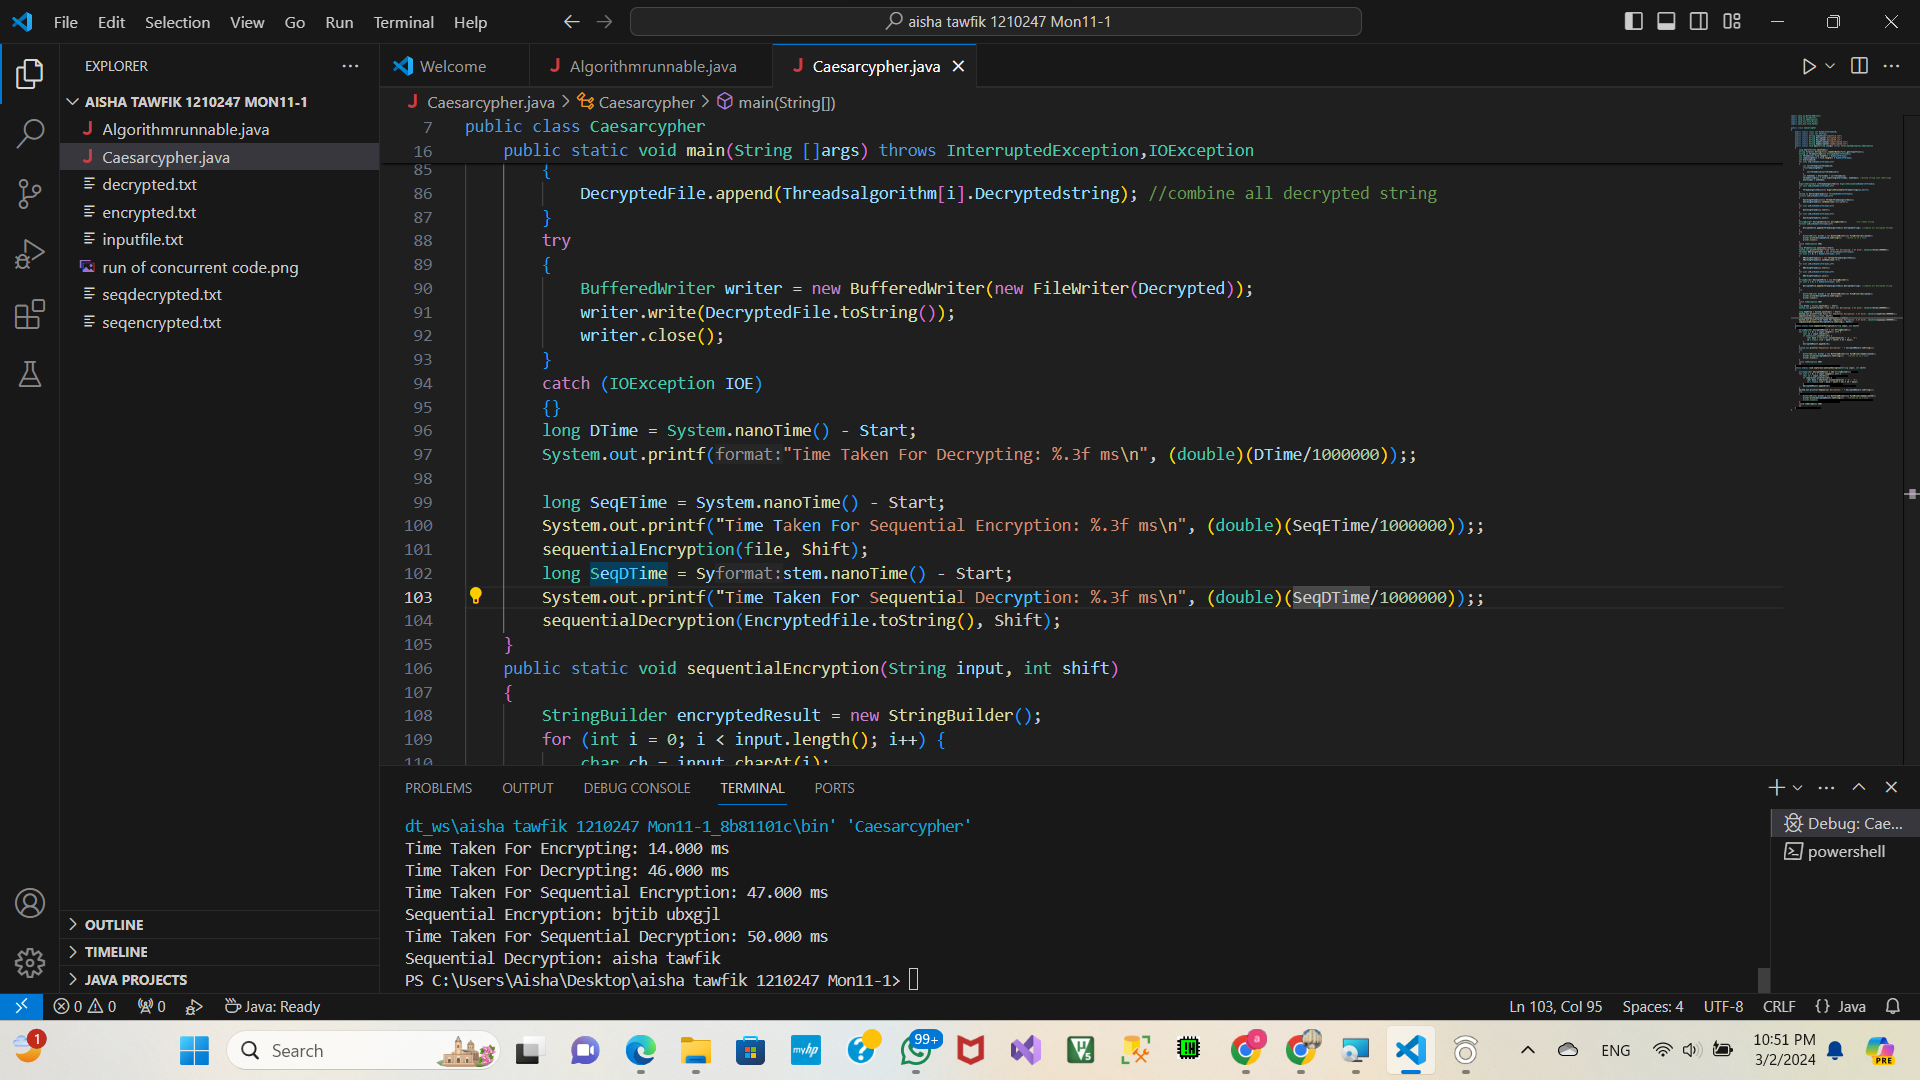 File Edit Selection View Go Run Terminal Help
aisha tawfik 1210247 Mon11-1
EXPLORER
AISHA TAWFIK 1210247 MON11-1
J Algorithmrunnable.java
J Caesarcypher.java
decrypted.txt
encrypted.txt
inputfile.txt
run of concurrent code.png
seqdecrypted.txt
seqencrypted.txt
OUTLINE
TIMELINE
JAVA PROJECTS
Welcome
J Algorithmrunnable.java
J Caesarcypher.java
J Caesarcypher.java > Caesarcypher > main(String[])
7 public class Caesarcypher
16 public static void main(String []args) throws InterruptedException,IOException
85 {
86 DecryptedFile.append(Threadsalgorithm[i].Decryptedstring); //combine all decrypted string
87 }
88 try
89 {
90 BufferedWriter writer = new BufferedWriter(new FileWriter(Decrypted));
91 writer.write(DecryptedFile.toString());
92 writer.close();
93 }
94 catch (IOException IOE)
95 {}
96 long DTime = System.nanoTime() - Start;
97 System.out.printf(format:"Time Taken For Decrypting: %.3f ms\n", (double)(DTime/1000000));;
98
99 long SeqETime = System.nanoTime() - Start;
100 System.out.printf("Time Taken For Sequential Encryption: %.3f ms\n", (double)(SeqETime/1000000));;
101 sequentialEncryption(file, Shift);
102 long SeqDTime = Syformat:stem.nanoTime() - Start;
103 System.out.printf("Time Taken For Sequential Decryption: %.3f ms\n", (double)(SeqDTime/1000000));;
104 sequentialDecryption(Encryptedfile.toString(), Shift);
105 }
106 public static void sequentialEncryption(String input, int shift)
107 {
108 StringBuilder encryptedResult = new StringBuilder();
109 for (int i = 0; i < input.length(); i++) {
110 char ch = input.charAt(i);
PROBLEMS OUTPUT DEBUG CONSOLE TERMINAL PORTS
dt_ws\aisha tawfik 1210247 Mon11-1_8b81101c\bin' 'Caesarcypher'
Time Taken For Encrypting: 14.000 ms
Time Taken For Decrypting: 46.000 ms
Time Taken For Sequential Encryption: 47.000 ms
Sequential Encryption: bjtib ubxgjl
Time Taken For Sequential Decryption: 50.000 ms
Sequential Decryption: aisha tawfik
PS C:\Users\Aisha\Desktop\aisha tawfik 1210247 Mon11-1>
Debug: Cae...
powershell
0 0 0 Java: Ready
Ln 103, Col 95 Spaces: 4 UTF-8 CRLF {} Java
1
Search
myhp
99+
a
ENG
10:51 PM
3/2/2024
PRE